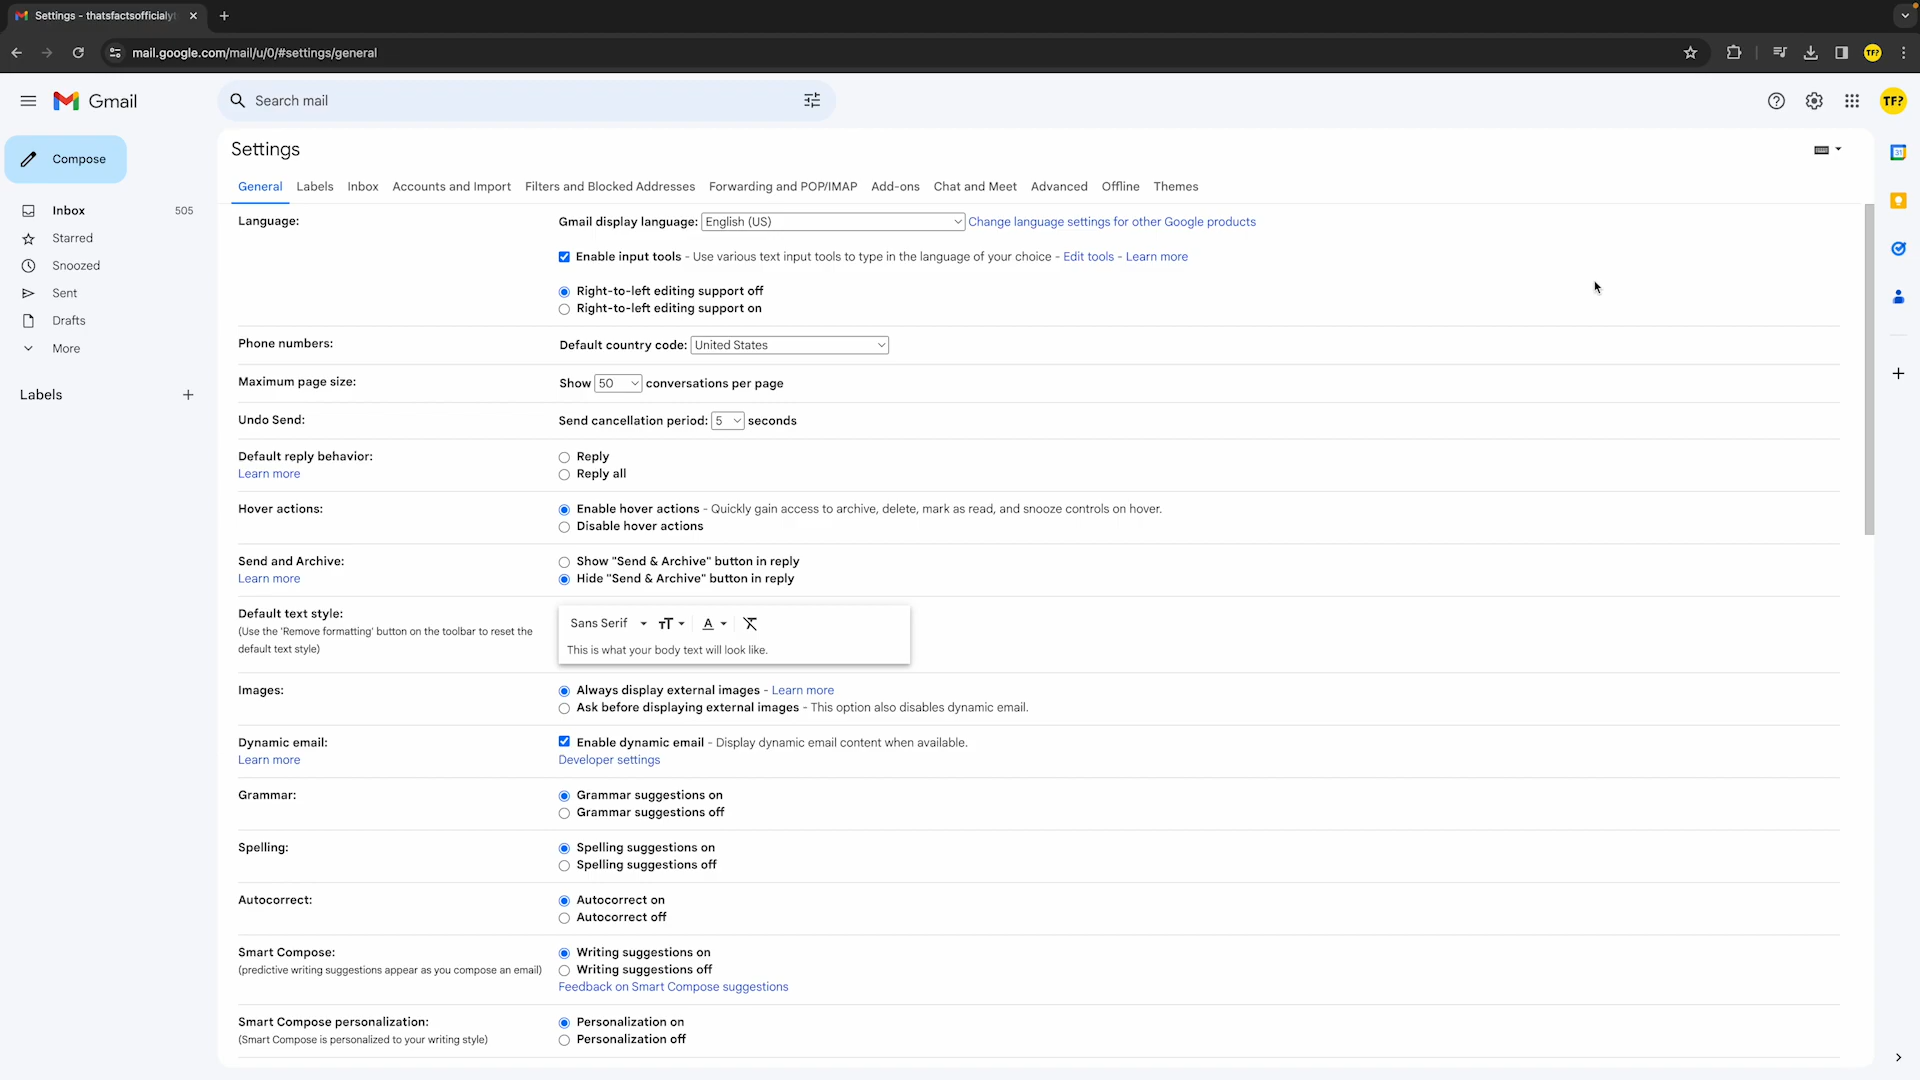 Settings - thatsfactsofficialyt
mail.google.com/mail/u/0/#settings/general
TF?
Gmail
Search mail
TF?
Compose
Inbox 505
Starred
Snoozed
Sent
Drafts
More
Labels
Settings
General Labels Inbox Accounts and Import Filters and Blocked Addresses Forwarding and POP/IMAP Add-ons Chat and Meet Advanced Offline Themes
Language:
Gmail display language: English (US) Change language settings for other Google products
Enable input tools - Use various text input tools to type in the language of your choice - Edit tools - Learn more
Right-to-left editing support off
Right-to-left editing support on
Phone numbers:
Default country code: United States
Maximum page size:
Show 50 conversations per page
Undo Send:
Send cancellation period: 5 seconds
Default reply behavior:
Learn more
Reply
Reply all
Hover actions:
Enable hover actions - Quickly gain access to archive, delete, mark as read, and snooze controls on hover.
Disable hover actions
Send and Archive:
Learn more
Show "Send & Archive" button in reply
Hide "Send & Archive" button in reply
Default text style:
(Use the 'Remove formatting' button on the toolbar to reset the
default text style)
Sans Serif
This is what your body text will look like.
Images:
Always display external images - Learn more
Ask before displaying external images - This option also disables dynamic email.
Dynamic email:
Learn more
Enable dynamic email - Display dynamic email content when available.
Developer settings
Grammar:
Grammar suggestions on
Grammar suggestions off
Spelling:
Spelling suggestions on
Spelling suggestions off
Autocorrect:
Autocorrect on
Autocorrect off
Smart Compose:
(predictive writing suggestions appear as you compose an email)
Writing suggestions on
Writing suggestions off
Feedback on Smart Compose suggestions
Smart Compose personalization:
(Smart Compose is personalized to your writing style)
Personalization on
Personalization off
31